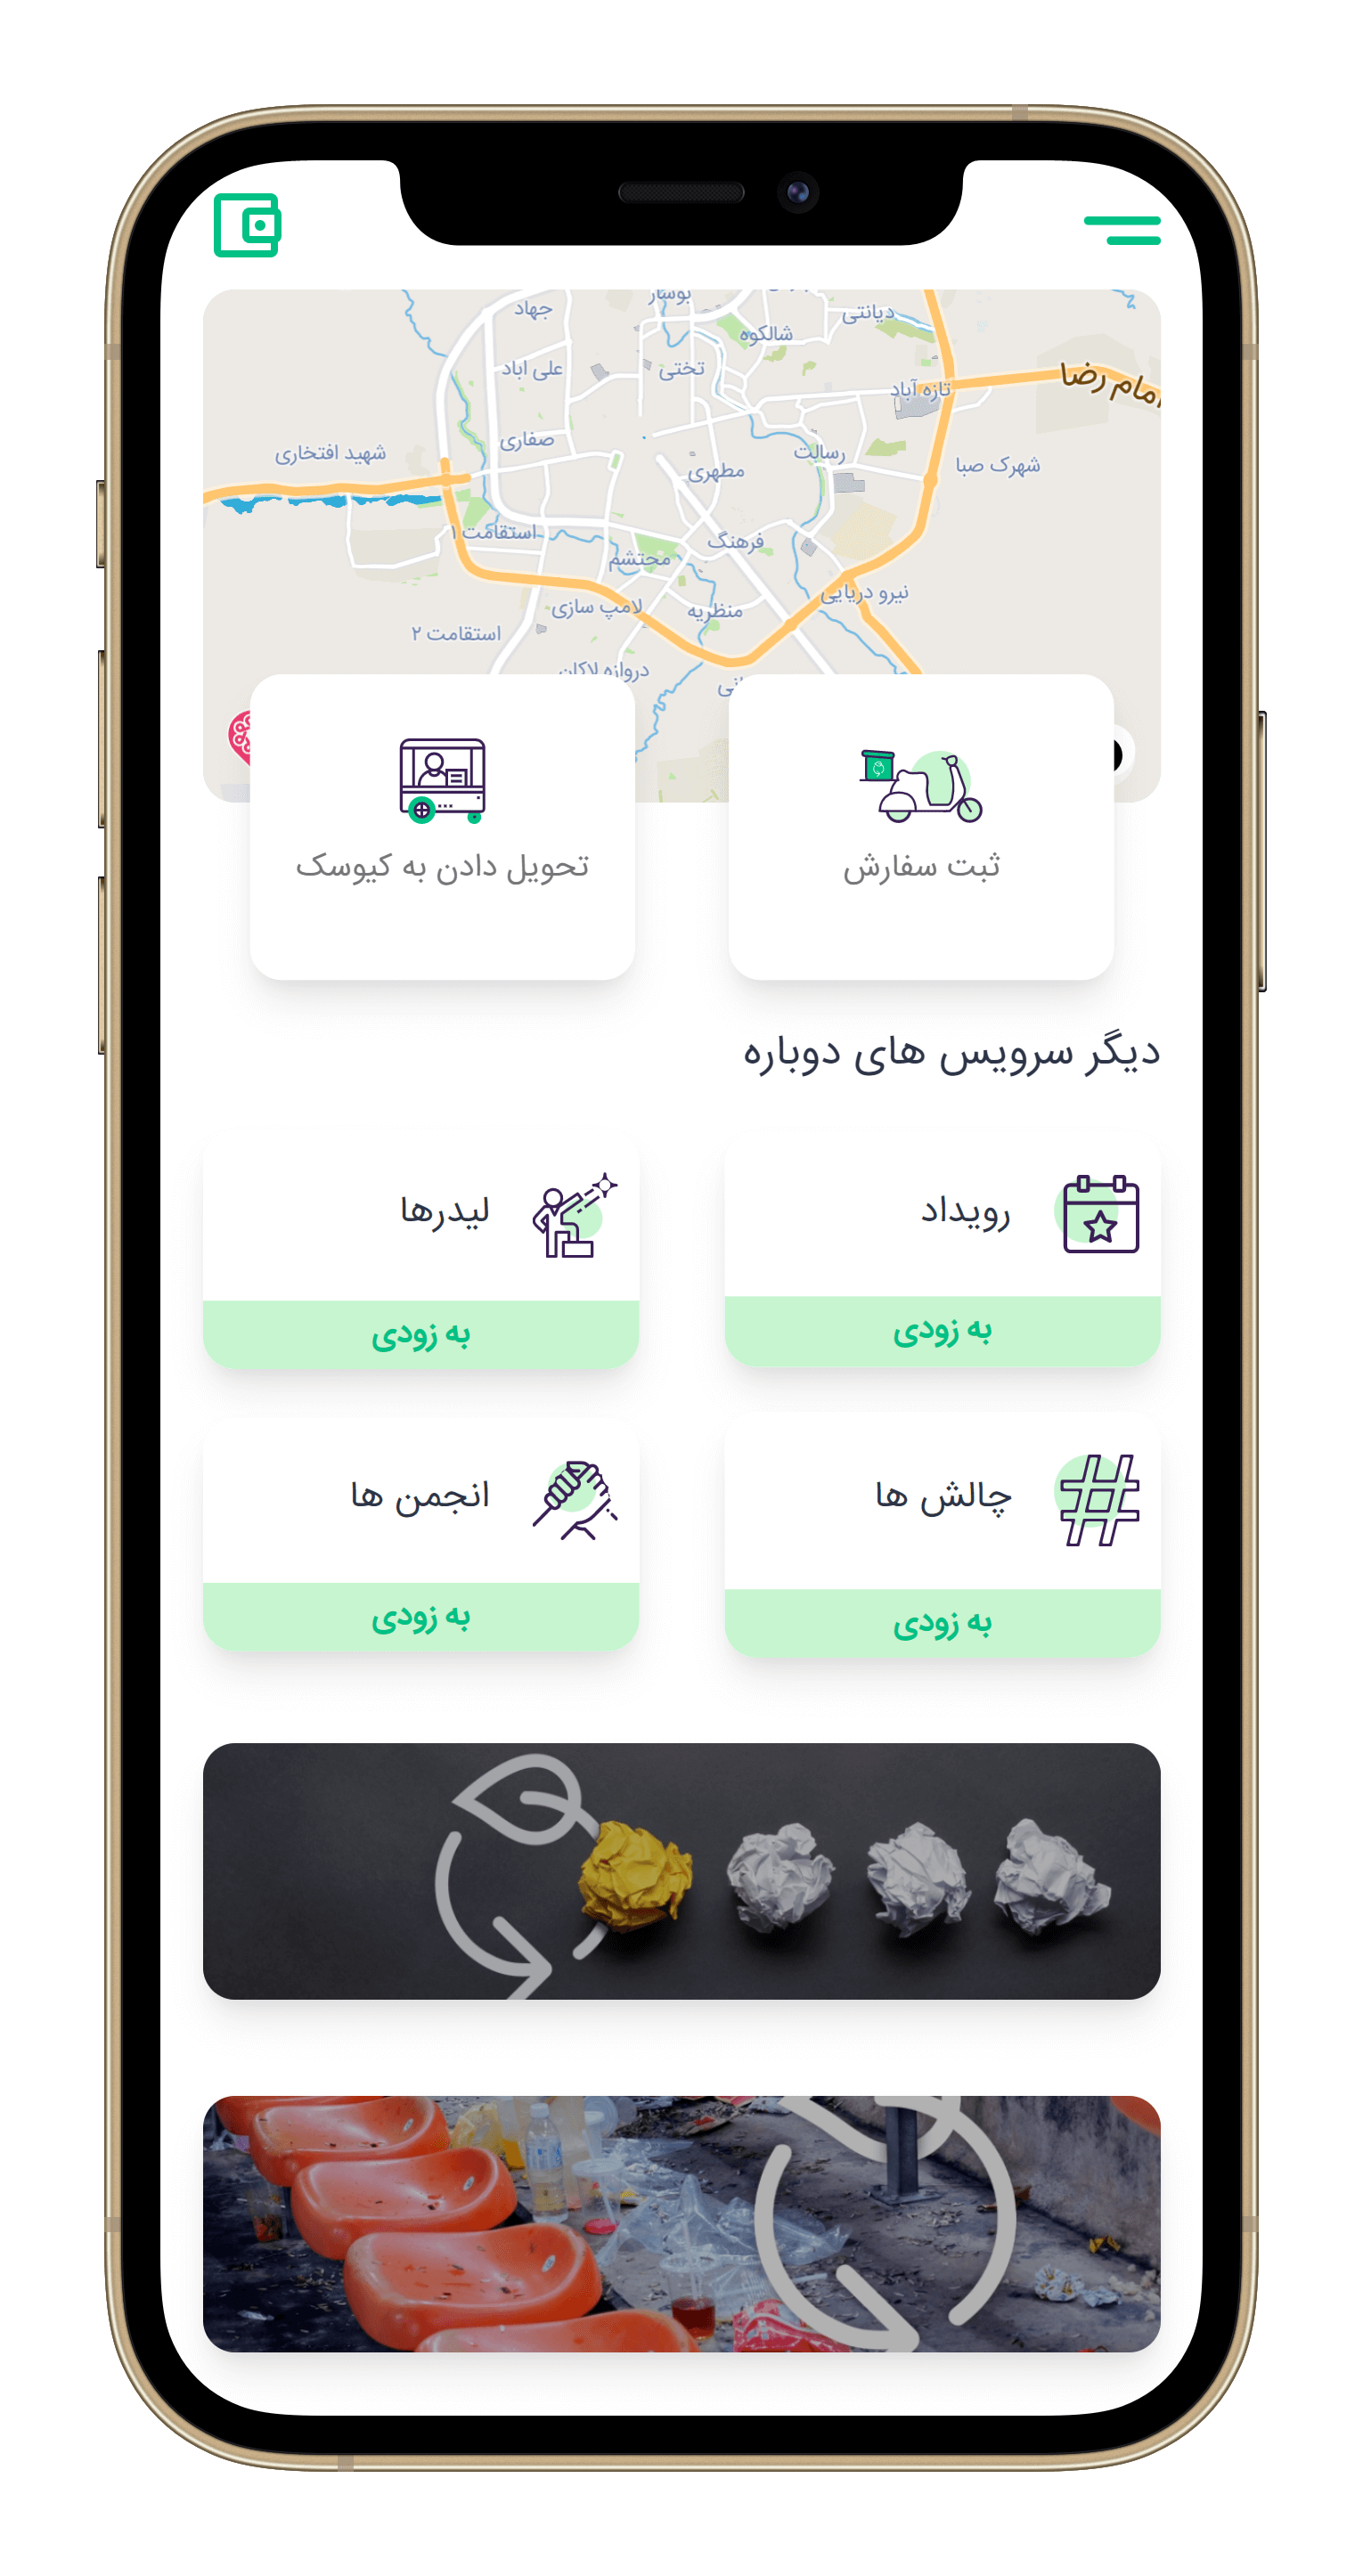 جهاد
بوسار
دیانتی
شالکوه
علی اباد
تختی
تازه آباد
امام رضا
صفاری
شهید افتخاری
مطهری
رسالت
شهرک صبا
استقامت ۱
محتشم
فرهنگ
لامپ سازی
منظریه
نیرو دریایی
استقامت ۲
دروازه لاکان
ثبت سفارش
تحویل دادن به کیوسک
دیگر سرویس های دوباره
رویداد
به زودی
لیدرها
به زودی
چالش ها
به زودی
انجمن ها
به زودی